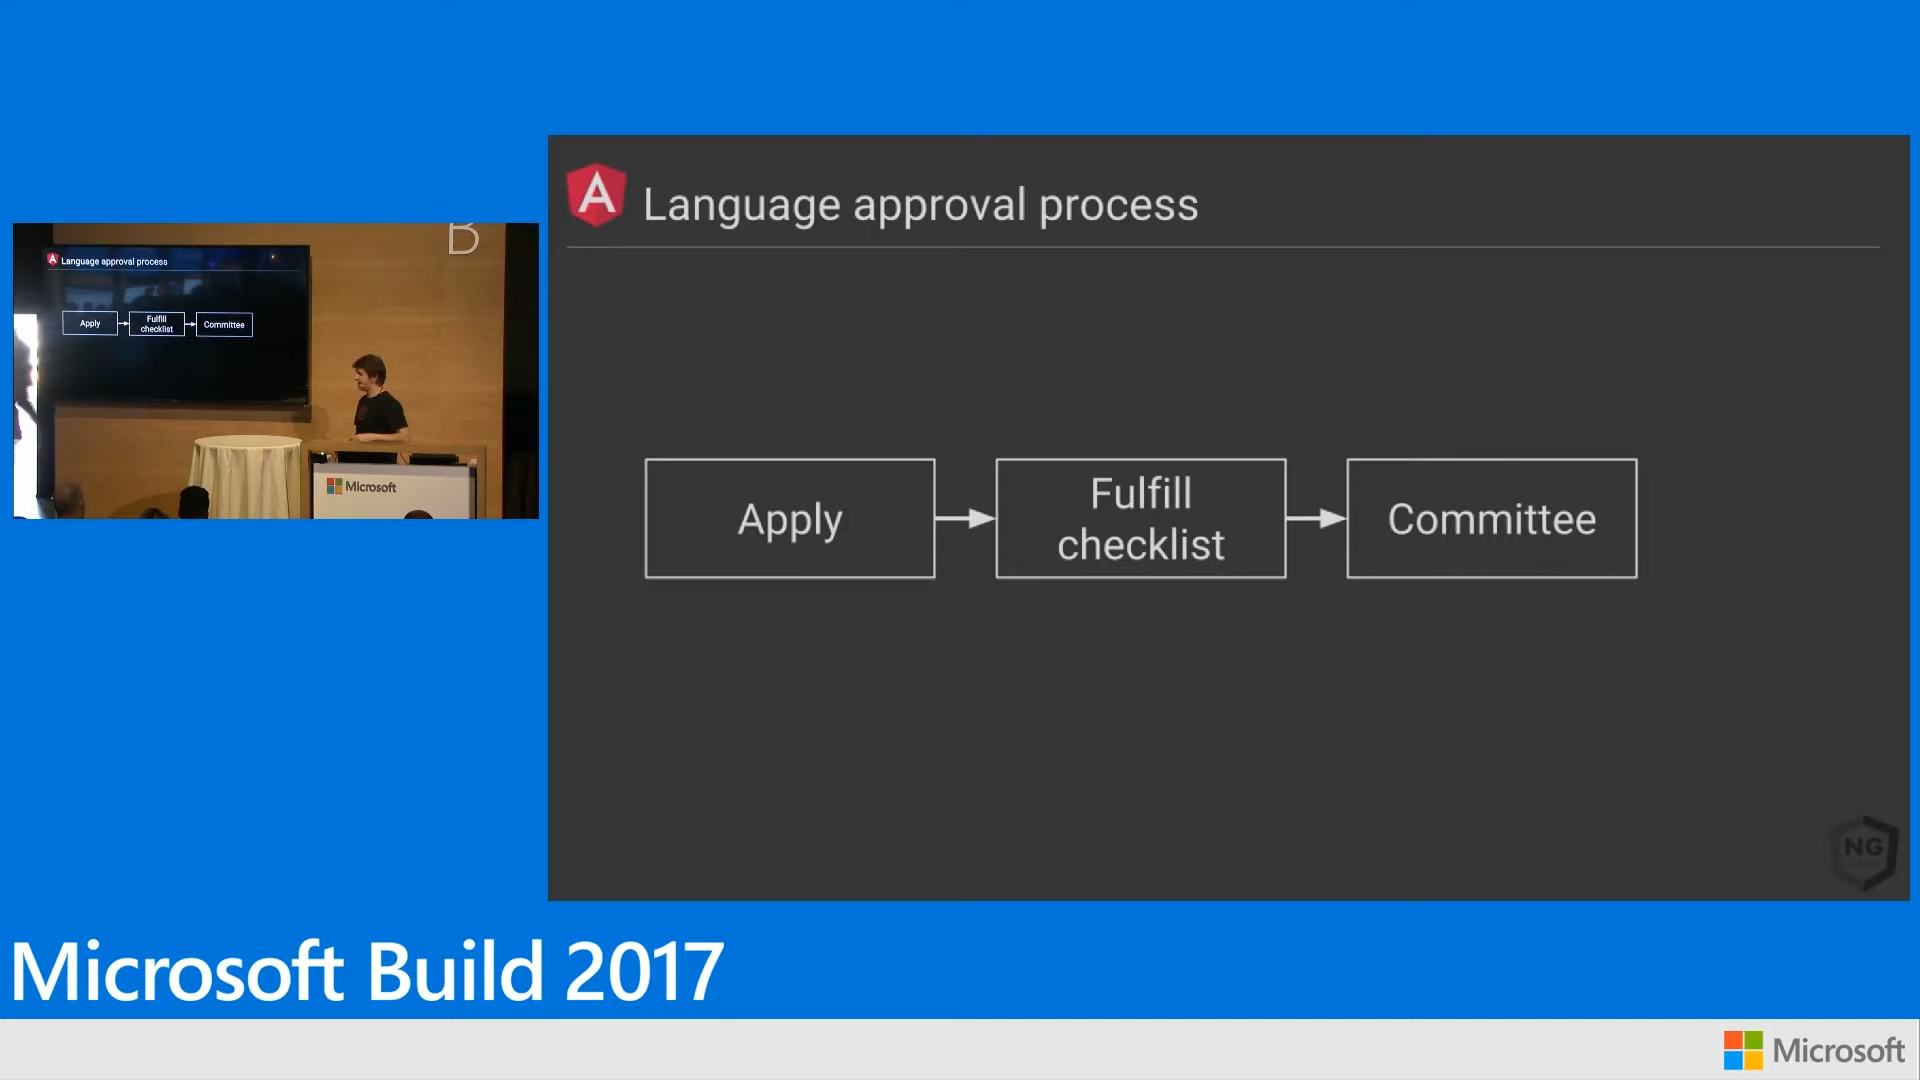 B
Language approval process
Apply
Fulfill
checklist
Committee
Microsoft
A
Language approval process
Apply
Fulfill
checklist
Committee
NG
Microsoft Build 2017
Microsoft